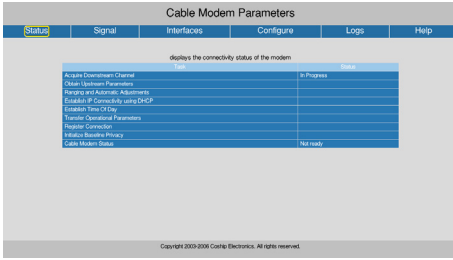 Cable Modem Parameters
Status Signal Interfaces Configure Logs Help
displays the connectivity status of the modem
Task Status
Acquire Downstream Channel In Progress
Obtain Upstream Parameters
Ranging and Automatic Adjustments
Establish IP Connectivity using DHCP
Establish Time Of Day
Transfer Operational Parameters
Register Connection
Initialize Baseline Privacy
Cable Modem Status Not ready
Copyright 2003-2006 Coship Electronics. All rights reserved.